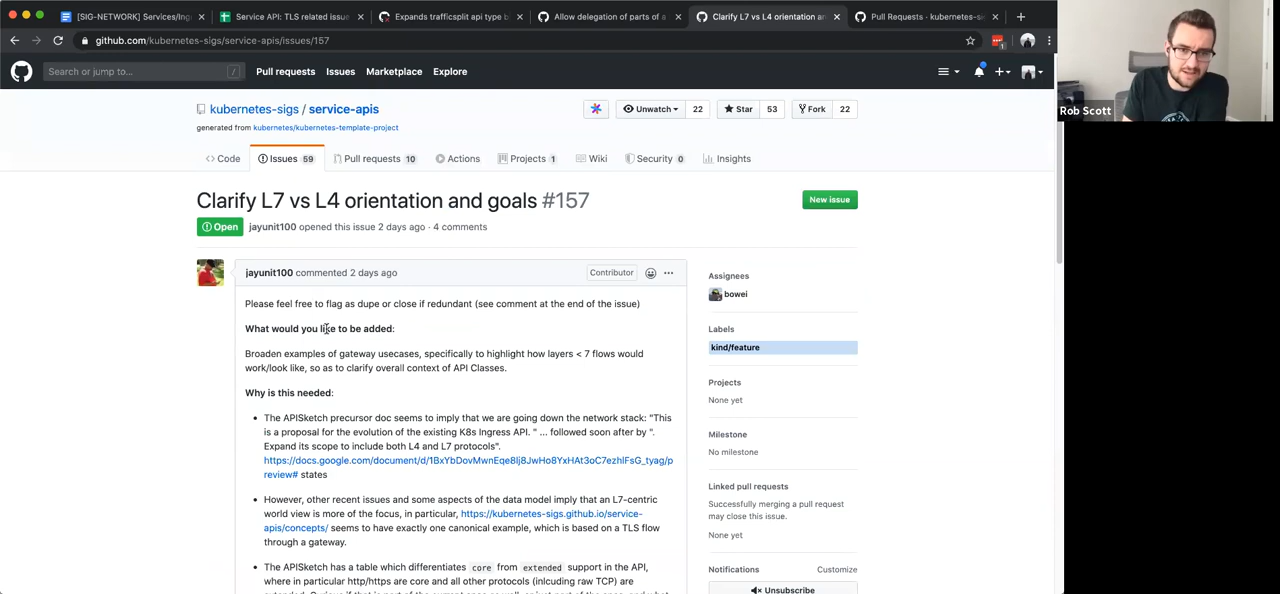 [SIG-NETWORK] Services/Ing
Service API: TLS related issue
Expands trafficsplit api type b
Allow delegation of parts of a
Clarify L7 vs L4 orientation an
Pull Requests · kubernetes-s
github.com/kubernetes-sigs/service-apis/issues/157
Search or jump to...
/
Pull requests
Issues
Marketplace
Explore
kubernetes-sigs / service-apis
Unwatch
22
Star
53
Fork
22
generated from kubernetes/kubernetes-template-project
Code
Issues 59
Pull requests 10
Actions
Projects 1
Wiki
Security 0
Insights
Clarify L7 vs L4 orientation and goals #157
New issue
Open
jayunit100 opened this issue 2 days ago · 4 comments
jayunit100 commented 2 days ago
Contributor
Please feel free to flag as dupe or close if redundant (see comment at the end of the issue)
What would you like to be added:
Broaden examples of gateway usecases, specifically to highlight how layers < 7 flows would
work/look like, so as to clarify overall context of API Classes.
Why is this needed:
• The APISketch precursor doc seems to imply that we are going down the network stack: "This
is a proposal for the evolution of the existing K8s Ingress API. " ... followed soon after by ".
Expand its scope to include both L4 and L7 protocols".
https://docs.google.com/document/d/1BxYbDovMwnEqe8lj8JwHo8YxHAt3oC7ezhlFsG_tyag/p
review# states
• However, other recent issues and some aspects of the data model imply that an L7-centric
world view is more of the focus, in particular, https://kubernetes-sigs.github.io/service-
apis/concepts/ seems to have exactly one canonical example, which is based on a TLS flow
through a gateway.
• The APISketch has a table which differentiates core from extended support in the API,
where in particular http/https are core and all other protocols (inlcuding raw TCP) are
Assignees
bowei
Labels
kind/feature
Projects
None yet
Milestone
No milestone
Linked pull requests
Successfully merging a pull request
may close this issue.
None yet
Notifications
Customize
Unsubscribe
Rob Scott